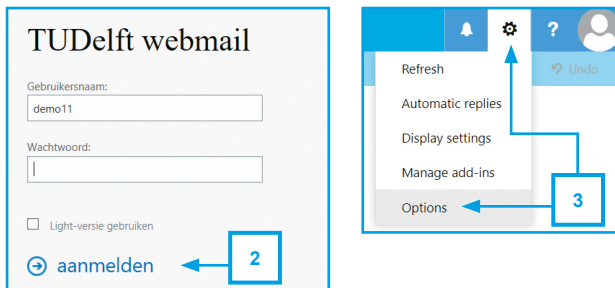 TUDelft webmail
Gebruikersnaam:
demo11
Wachtwoord:
Light-versie gebruiken
aanmelden
2
?
Refresh
Undo
Automatic replies
Display settings
Manage add-ins
Options
3